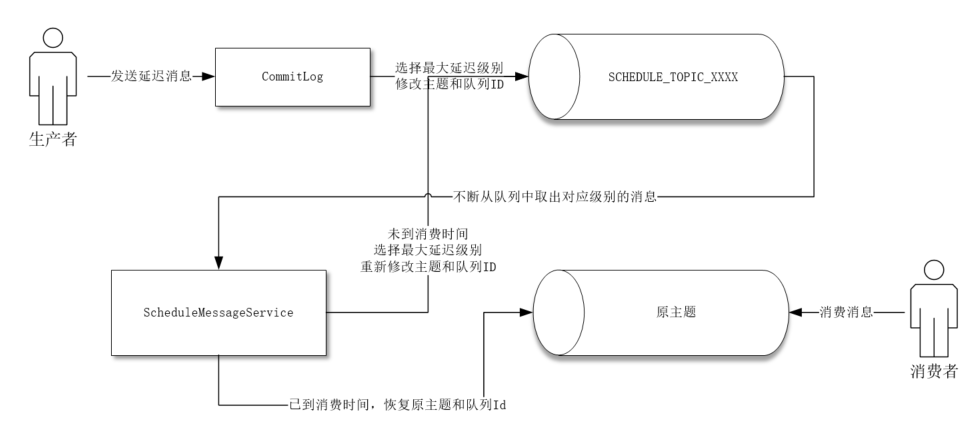 发送延迟消息
CommitLog
选择最大延迟级别
修改主题和队列ID
SCHEDULE_TOPIC_XXXX
生产者
不断从队列中取出对应级别的消息
未到消费时间
选择最大延迟级别
重新修改主题和队列ID
ScheduleMessageService
原主题
消费消息
消费者
已到消费时间，恢复原主题和队列Id